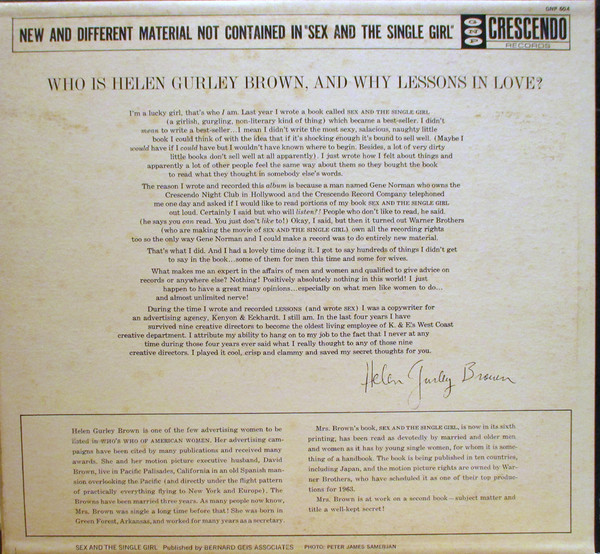 GNP 604
NEW AND DIFFERENT MATERIAL NOT CONTAINED IN "SEX AND THE SINGLE GIRL"
GNP CRESCENDO
RECORDS
WHO IS HELEN GURLEY BROWN, AND WHY LESSONS IN LOVE?
I'm a lucky girl, that's who I am. Last year I wrote a book called SEX AND THE SINGLE GIRL
(a girlish, gurgling, non-literary kind of thing) which became a best-seller. I didn't
mean to write a best-seller...I mean I didn't write the most sexy, salacious, naughty little
book I could think of with the idea that if it's shocking enough it's bound to sell well. (Maybe I
would have if I could have but I wouldn't have known where to begin. Besides, a lot of very dirty
little books don't sell well at all apparently). I just wrote how I felt about things and
apparently a lot of other people feel the same way about them so they bought the book
to read what they thought in somebody else's words.
The reason I wrote and recorded this album is because a man named Gene Norman who owns the
Crescendo Night Club in Hollywood and the Crescendo Record Company telephoned
me one day and asked if I would like to read portions of my book SEX AND THE SINGLE GIRL
out loud. Certainly I said but who will listen?! People who don't like to read, he said.
(he says you can read. You just don't like to!) Okay, I said, but then it turned out Warner Brothers
(who are making the movie of SEX AND THE SINGLE GIRL) own all the recording rights
too so the only way Gene Norman and I could make a record was to do entirely new material.
That's what I did. And I had a lovely time doing it. I got to say hundreds of things I didn't get
to say in the book...some of them for men this time and some for wives.
What makes me an expert in the affairs of men and women and qualified to give advice on
records or anywhere else? Nothing! Positively absolutely nothing in this world! I just
happen to have a great many opinions...especially on what men like women to do...
and almost unlimited nerve!
During the time I wrote and recorded LESSONS (and wrote SEX) I was a copywriter for
an advertising agency, Kenyon & Eckhardt. I still am. In the last four years I have
survived nine creative directors to become the oldest living employee of K. & E's West Coast
creative department. I attribute my ability to hang on to my job to the fact that I never at any
time during those four years ever said what I really thought to any of those nine
creative directors. I played it cool, crisp and clammy and saved my secret thoughts for you.
Helen Gurley Brown
Helen Gurley Brown is one of the few advertising women to be
listed in WHO'S WHO OF AMERICAN WOMEN. Her advertising cam-
paigns have been cited by many publications and received many
awards. She and her motion picture executive husband, David
Brown, live in Pacific Palisades, California in an old Spanish man-
sion overlooking the Pacific (and directly under the flight pattern
of practically everything flying to New York and Europe). The
Browns have been married three years. As many people now know,
Mrs. Brown was single a long time before that! She was born in
Green Forest, Arkansas, and worked for many years as a secretary.
Mrs. Brown's book, SEX AND THE SINGLE GIRL, is now in its sixth
printing, has been read as devotedly by married and older men
and women as it has by young single women, for whom it is some-
thing of a handbook. The book is being published in ten countries,
including Japan, and the motion picture rights are owned by War-
ner Brothers, who have scheduled it as one of their top produc-
tions for 1963.
Mrs. Brown is at work on a second book—subject matter and
title a well-kept secret!
SEX AND THE SINGLE GIRL Published by BERNARD GEIS ASSOCIATES PHOTO: PETER JAMES SAMERJAN